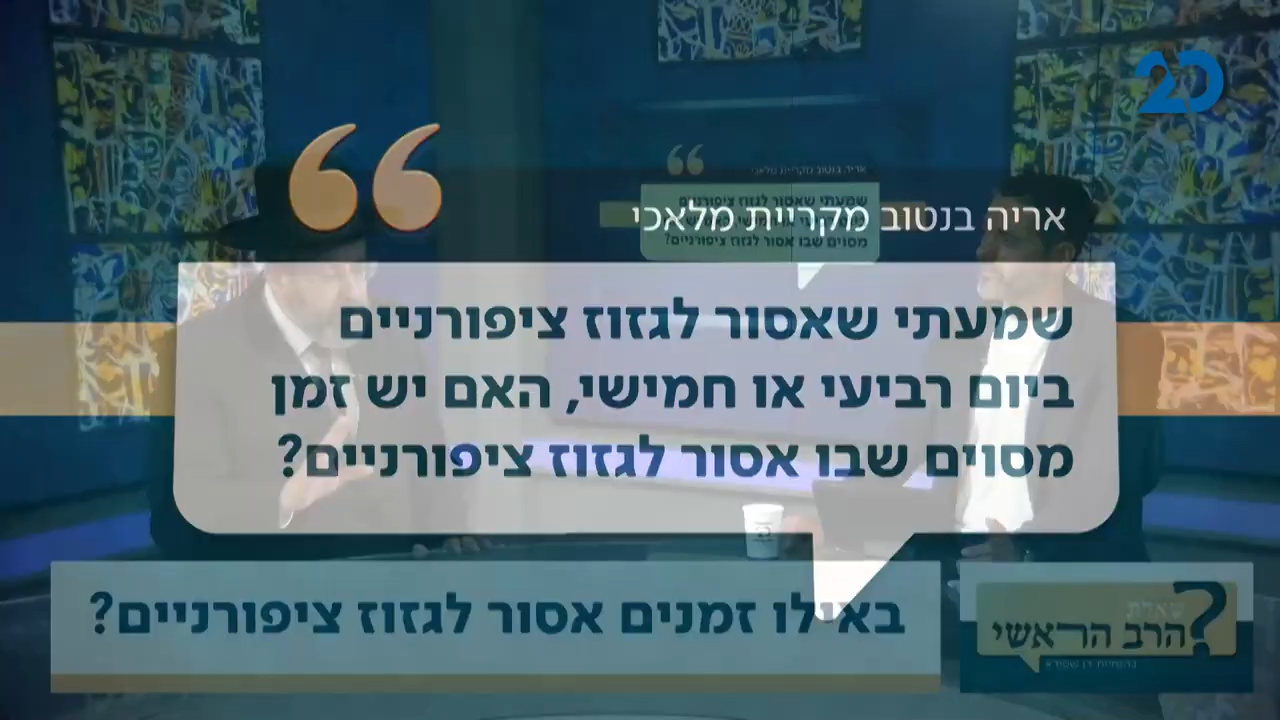 20
אריה בנטוב מקריית מלאכי
שמעתי שאסור לגזוז ציפורניים
ביום רביעי או חמישי, האם יש זמן
מסוים שבו אסור לגזוז ציפורניים?
באילו זמנים אסור לגזוז ציפורניים?
שאלת
הרב הראשי